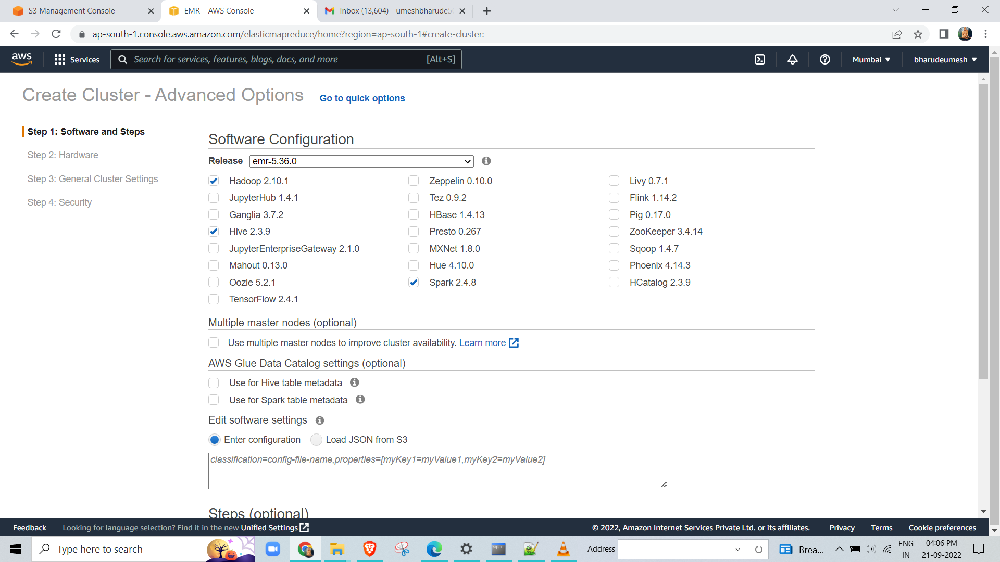 S3 Management Console
EMR – AWS Console
Inbox (13,604) - umeshbharude5
ap-south-1.console.aws.amazon.com/elasticmapreduce/home?region=ap-south-1#create-cluster:
aws
Services
Search for services, features, blogs, docs, and more
[Alt+S]
Mumbai
bharudeumesh
Create Cluster - Advanced Options
Go to quick options
Step 1: Software and Steps
Step 2: Hardware
Step 3: General Cluster Settings
Step 4: Security
Software Configuration
Release emr-5.36.0
Hadoop 2.10.1 Zeppelin 0.10.0 Livy 0.7.1
JupyterHub 1.4.1 Tez 0.9.2 Flink 1.14.2
Ganglia 3.7.2 HBase 1.4.13 Pig 0.17.0
Hive 2.3.9 Presto 0.267 ZooKeeper 3.4.14
JupyterEnterpriseGateway 2.1.0 MXNet 1.8.0 Sqoop 1.4.7
Mahout 0.13.0 Hue 4.10.0 Phoenix 4.14.3
Oozie 5.2.1 Spark 2.4.8 HCatalog 2.3.9
TensorFlow 2.4.1
Multiple master nodes (optional)
Use multiple master nodes to improve cluster availability. Learn more
AWS Glue Data Catalog settings (optional)
Use for Hive table metadata
Use for Spark table metadata
Edit software settings
Enter configuration Load JSON from S3
classification=config-file-name,properties=[myKey1=myValue1,myKey2=myValue2]
Steps (optional)
Feedback
Looking for language selection? Find it in the new Unified Settings
© 2022, Amazon Internet Services Private Ltd. or its affiliates.
Privacy
Terms
Cookie preferences
Type here to search
SQL>
Address
Brea...
ENG
IN
04:06 PM
21-09-2022